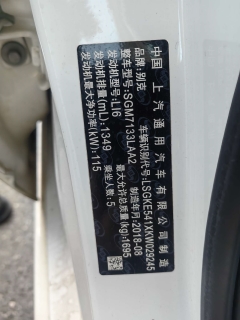 中国 上汽通用汽车有限公司制造
品牌:别克
整车型号:SGM7133LAA2
发动机型号:LI6
发动机排量(mL):1349
发动机最大净功率(kW):115
车辆识别代号:LSGKE541XKW029245
制造年月:2018-08
最大允许总质量(kg):1695
乘坐人数:5